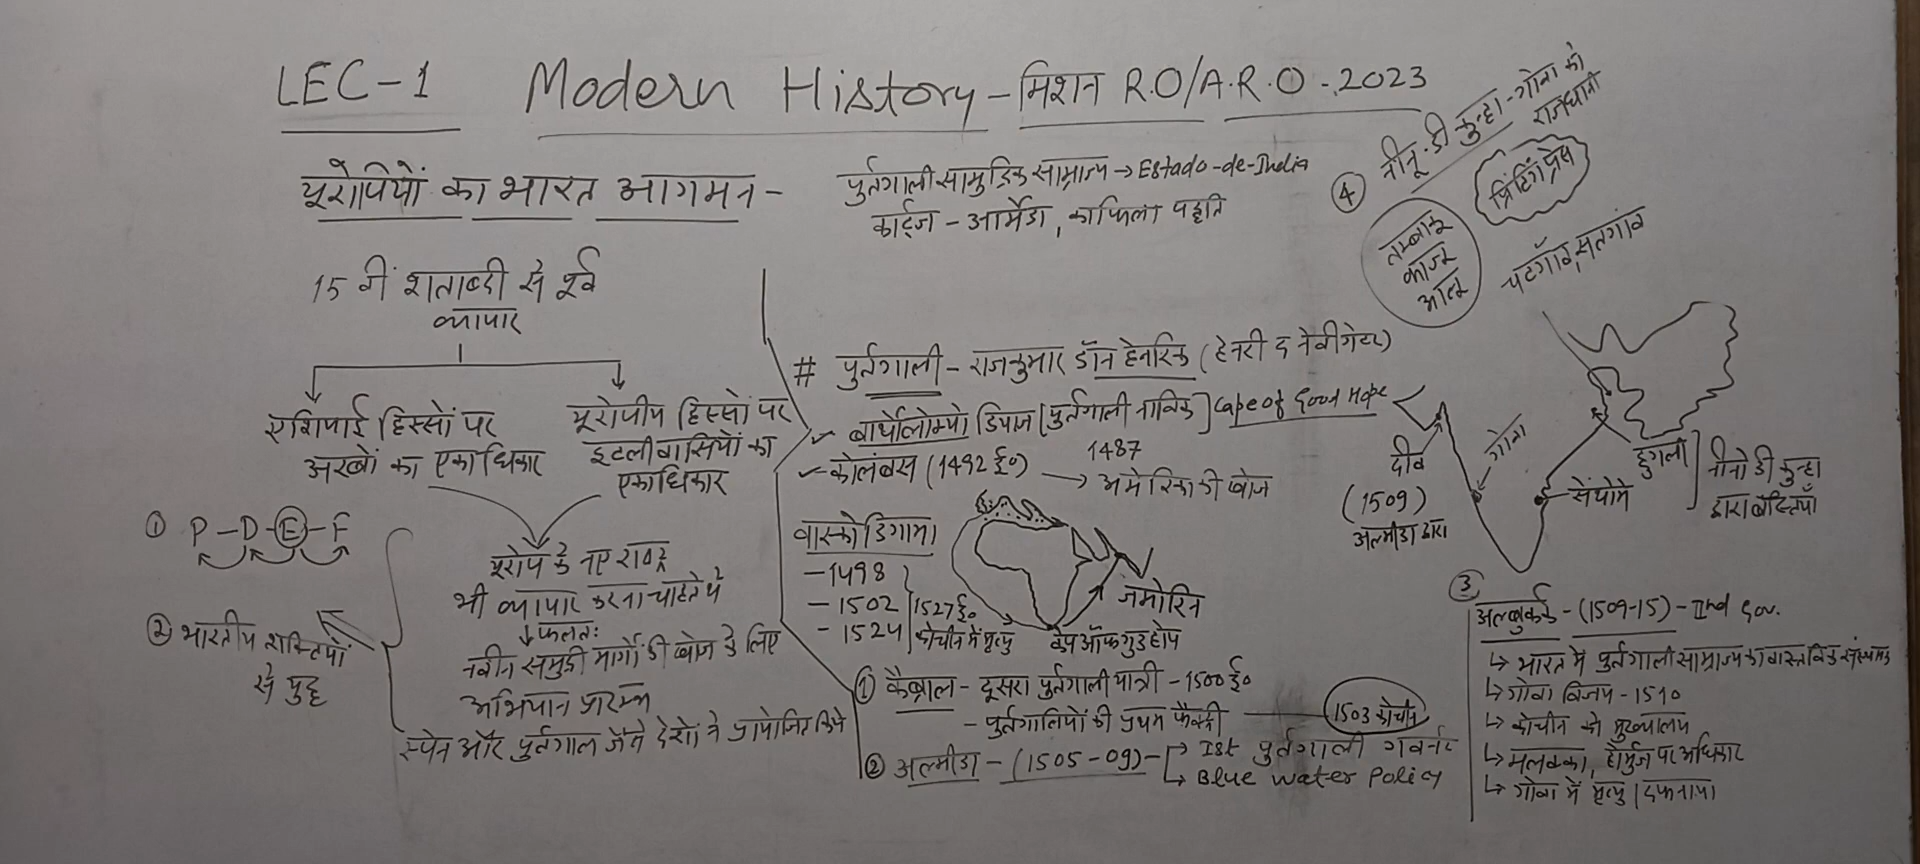 LEC-1 Modern History - मिशन R.O/A.R.O - 2023
यूरोपियों का भारत आगमन -
15 वीं शताब्दी से पूर्व
व्यापार
एशियाई हिस्सों पर
अरबों का एकाधिकार
यूरोपीय हिस्सों पर
इटलीवासियों का
एकाधिकार
यूरोप के नए राष्ट्र
भी व्यापार करना चाहते थे
फलतः
नवीन समुद्री मार्गों की खोज के लिए
अभियान प्रारम्भ
स्पेन और पुर्तगाल जैसे देशों ने प्रायोजित किये
① P-D-E-F
② भारतीय शक्तियों
से युद्ध
पुर्तगाली सामुद्रिक साम्राज्य → Estado-de-India
कार्ट्ज - आर्मेडा, काफिला पद्दति
# पुर्तगाली - राजकुमार डॉन हेनरिक (हेनरी द नेवीगेटर)
बार्थोलोम्यो डियाज [पुर्तगाली नाविक] Cape of Good Hope
1487
कोलंबस (1492 ई०) → अमेरिका की खोज
वास्कोडिगामा
- 1498
- 1502
- 1524
1527 ई०
कोचीन में मृत्यु
केप ऑफ गुड होप
जमोरिन
① कैब्राल - दूसरा पुर्तगाली यात्री - 1500 ई०
- पुर्तगालियों की प्रथम फैक्ट्री - 1503 कोचीन
② अल्मीडा - (1505-09) - → Ist पुर्तगाली गवर्नर
→ Blue Water Policy
④ नीनू-डी-कुन्हा - गोवा को
राजधानी
प्रिंटिंग प्रेस
तम्बाकू
काजू
आलू
चटगाँव, सतगांव
दीव
(1509)
अल्मीडा द्वारा
गोवा
सेंथोमे
हुगली
नीनो डी कुन्हा
द्वारा बस्तियाँ
③
अल्बुकर्क - (1509-15) - IInd Gov.
↳ भारत में पुर्तगाली साम्राज्य का वास्तविक संस्थापक
↳ गोवा विजय - 1510
↳ कोचीन को मुख्यालय
↳ मलक्का, हॉर्मुज पर अधिकार
↳ गोवा में मृत्यु / दफनाया